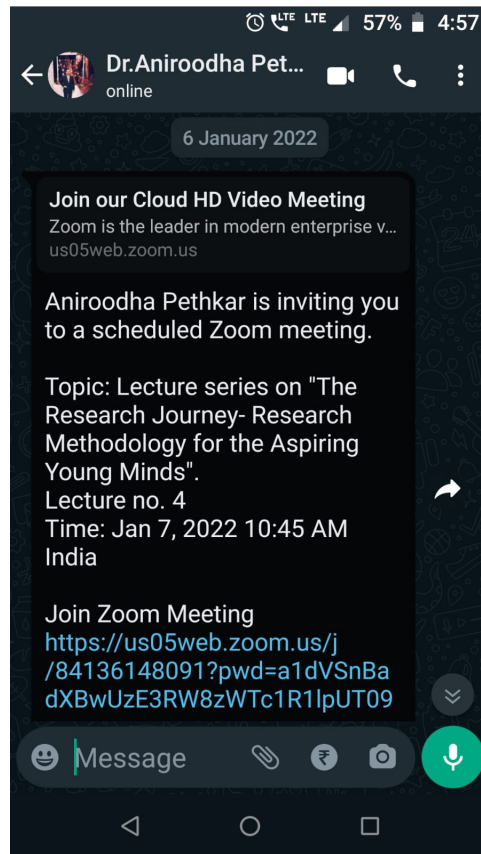 LTE LTE 57% 4:57
Dr.Aniroodha Pet...
online
6 January 2022
Join our Cloud HD Video Meeting
Zoom is the leader in modern enterprise v...
us05web.zoom.us
Aniroodha Pethkar is inviting you
to a scheduled Zoom meeting.
Topic: Lecture series on "The
Research Journey- Research
Methodology for the Aspiring
Young Minds".
Lecture no. 4
Time: Jan 7, 2022 10:45 AM
India
Join Zoom Meeting
https://us05web.zoom.us/j
/84136148091?pwd=a1dVSnBa
dXBwUzE3RW8zWTc1R1lpUT09
Message ₹